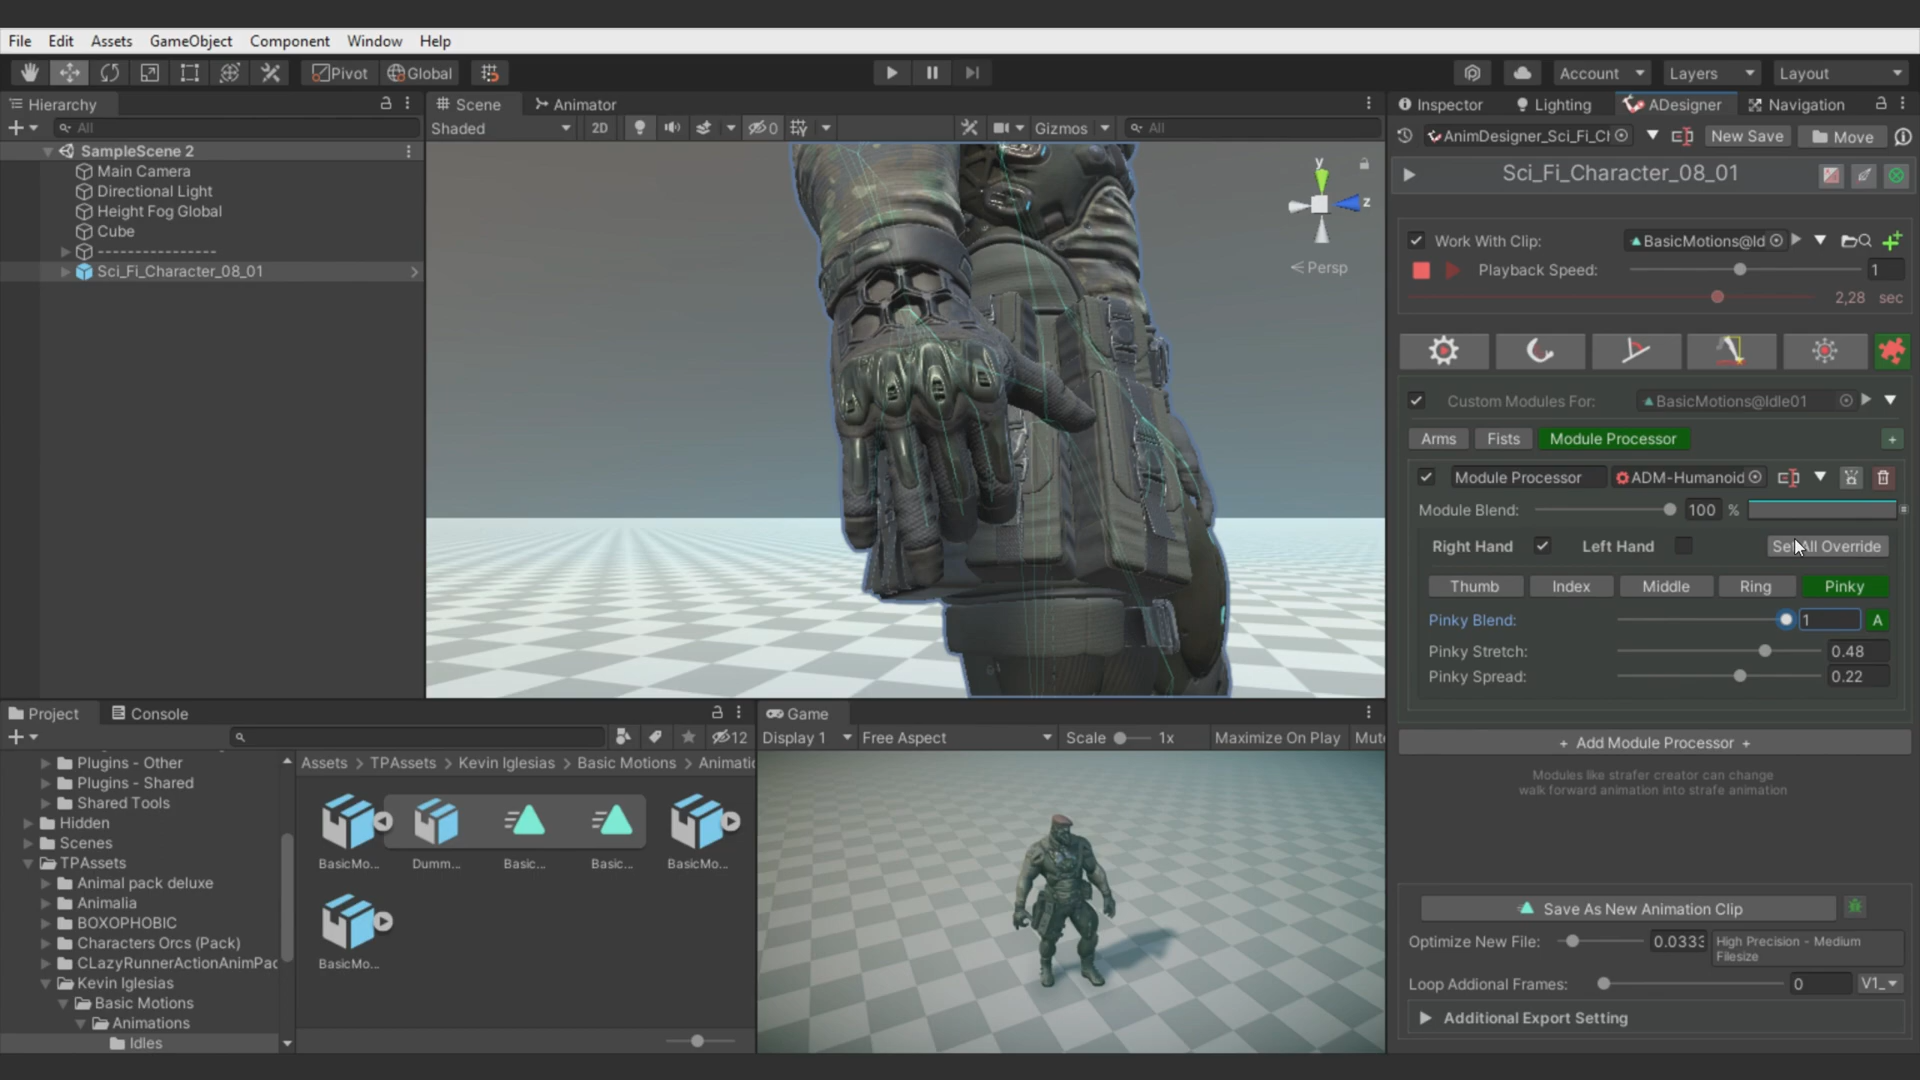 File Edit Assets GameObject Component Window Help
Pivot Global Account Layers Layout
Hierarchy
All
SampleScene 2
Main Camera
Directional Light
Height Fog Global
Cube
----------------
Sci_Fi_Character_08_01
Scene Animator
Shaded 2D 0 Gizmos All
y
z
Persp
Inspector Lighting ADesigner Navigation
AnimDesigner_Sci_Fi_Cl New Save Move
Sci_Fi_Character_08_01
Work With Clip: BasicMotions@Id
Playback Speed: 1
2,28 sec
Custom Modules For: BasicMotions@Idle01
Arms Fists Module Processor +
Module Processor ADM-Humanoid
Module Blend: 100 %
Right Hand Left Hand Set All Override
Thumb Index Middle Ring Pinky
Pinky Blend: 1 A
Pinky Stretch: 0.48
Pinky Spread: 0.22
+ Add Module Processor +
Modules like strafer creator can change
walk forward animation into strafe animation
Save As New Animation Clip
Optimize New File: 0.0333 High Precision - Medium
Filesize
Loop Addional Frames: 0 V1_
Additional Export Setting
Project Console
12
Plugins - Other
Plugins - Shared
Shared Tools
Hidden
Scenes
TPAssets
Animal pack deluxe
Animalia
BOXOPHOBIC
Characters Orcs (Pack)
CLazyRunnerActionAnimPac
Kevin Iglesias
Basic Motions
Animations
Idles
Assets > TPAssets > Kevin Iglesias > Basic Motions > Animatic
BasicMo... Dumm... Basic... Basic... BasicMo...
BasicMo...
Game
Display 1 Free Aspect Scale 1x Maximize On Play Mut